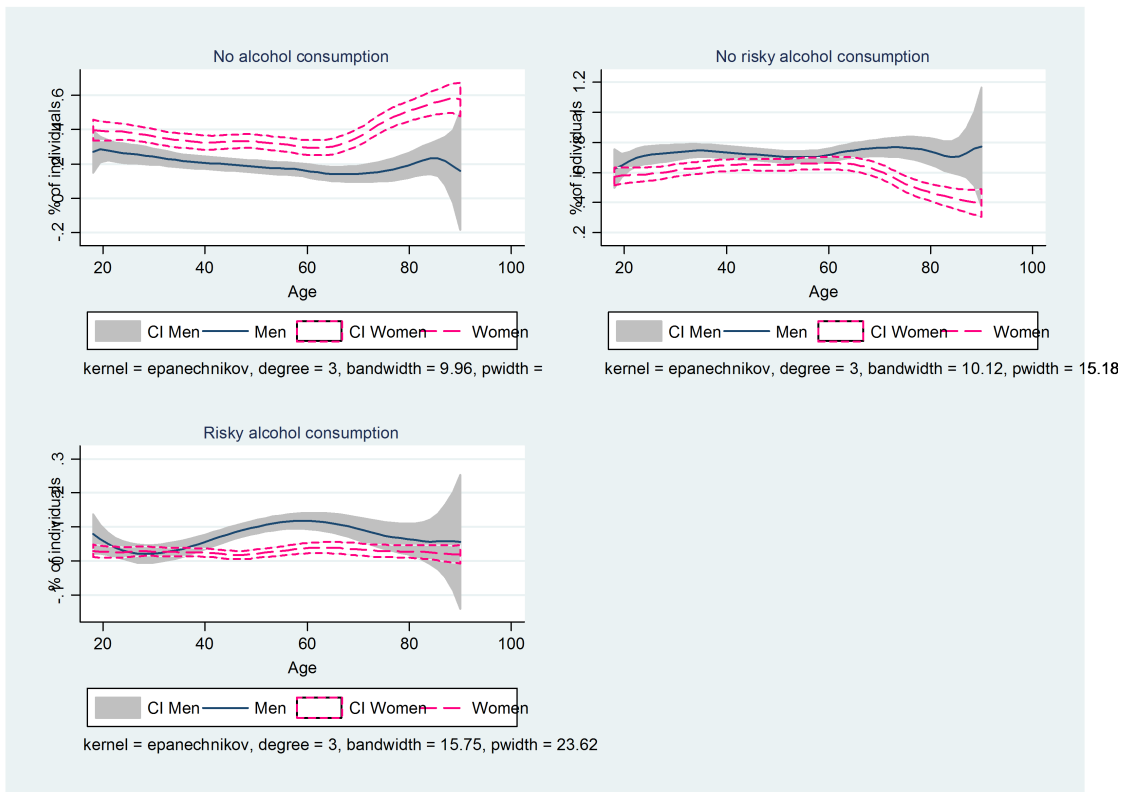 No alcohol consumption
% of individuals
.6
.2
0
-.2
20 40 60 80 100
Age
CI Men Men CI Women Women
kernel = epanechnikov, degree = 3, bandwidth = 9.96, pwidth =
No risky alcohol consumption
% of individuals
1.2
.8
.6
.4
.2
20 40 60 80 100
Age
CI Men Men CI Women Women
kernel = epanechnikov, degree = 3, bandwidth = 10.12, pwidth = 15.18
Risky alcohol consumption
% of individuals
.3
.2
0
-.1
20 40 60 80 100
Age
CI Men Men CI Women Women
kernel = epanechnikov, degree = 3, bandwidth = 15.75, pwidth = 23.62